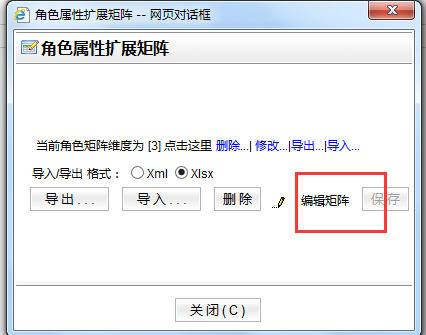 角色属性扩展矩阵 -- 网页对话框
角色属性扩展矩阵
当前角色矩阵维度为 [3] 点击这里 删除...| 修改...|导出...|导入...
导入/导出 格式： Xml Xlsx
导出... 导入... 删除 编辑矩阵 保存
关闭(C)